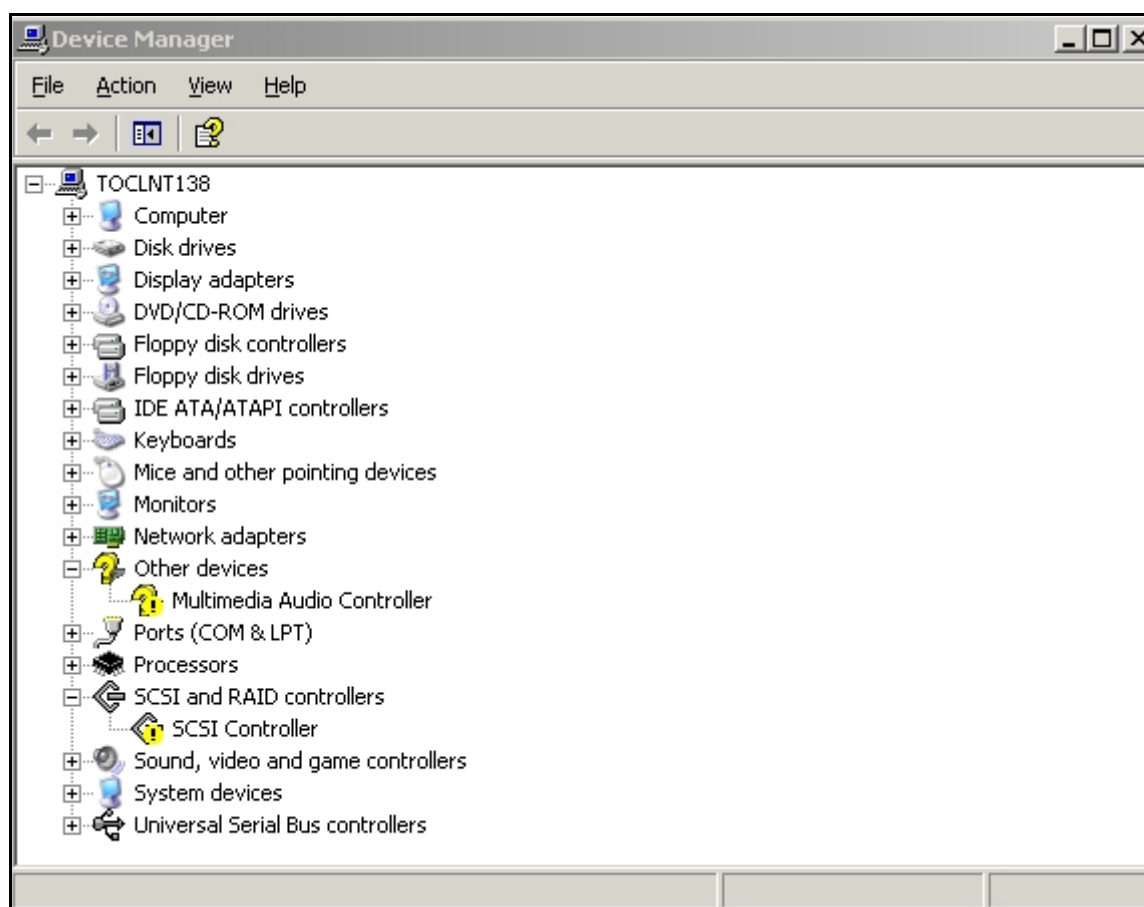 Device Manager
File Action View Help
TOCLNT138
Computer
Disk drives
Display adapters
DVD/CD-ROM drives
Floppy disk controllers
Floppy disk drives
IDE ATA/ATAPI controllers
Keyboards
Mice and other pointing devices
Monitors
Network adapters
Other devices
Multimedia Audio Controller
Ports (COM & LPT)
Processors
SCSI and RAID controllers
SCSI Controller
Sound, video and game controllers
System devices
Universal Serial Bus controllers